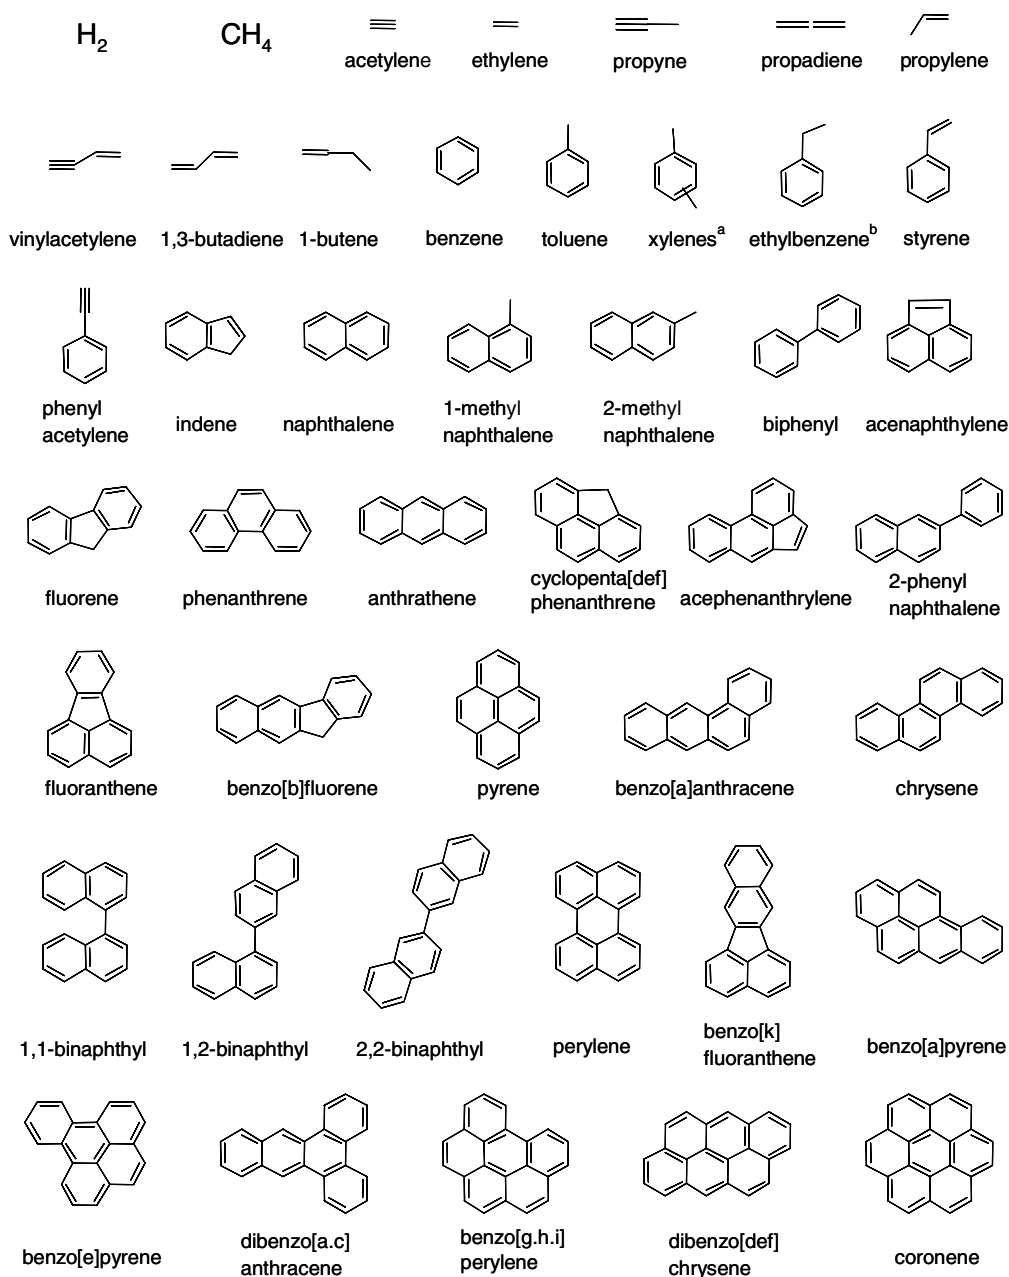 H2 CH4
acetylene ethylene propyne propadiene propylene
vinylacetylene 1,3-butadiene 1-butene benzene toluene xylenesa ethylbenzeneb styrene
phenyl
acetylene
indene
naphthalene
1-methyl
naphthalene
2-methyl
naphthalene
biphenyl
acenaphthylene
fluorene
phenanthrene
anthrathene
cyclopenta[def]
phenanthrene
acephenanthrylene
2-phenyl
naphthalene
fluoranthene benzo[b]fluorene pyrene benzo[a]anthracene chrysene
1,1-binaphthyl
1,2-binaphthyl
2,2-binaphthyl
perylene
benzo[k]
fluoranthene
benzo[a]pyrene
benzo[e]pyrene
dibenzo[a.c]
anthracene
benzo[g.h.i]
perylene
dibenzo[def]
chrysene
coronene